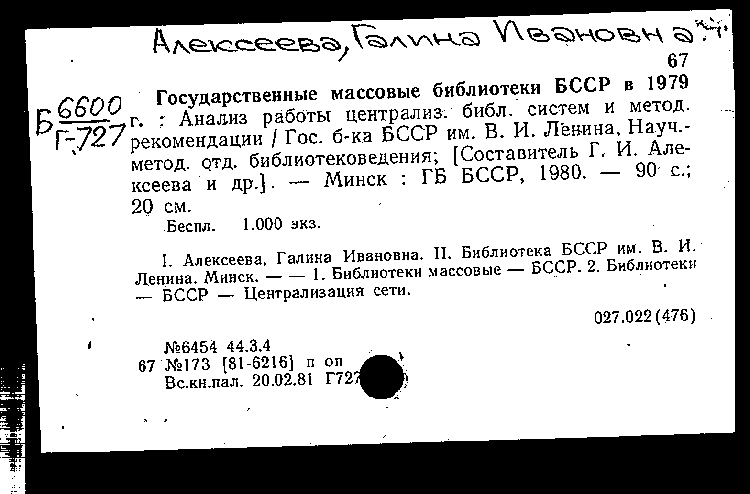 Алексеева, Галина Ивановна
67
Б 6600
Г-727
Государственные массовые библиотеки БССР в 1979
г. : Анализ работы централиз. библ. систем и метод.
рекомендации / Гос. б-ка БССР им. В. И. Ленина, Науч.-
метод. отд. библиотековедения; [Составитель Г. И. Але-
ксеева и др.]. — Минск : ГБ БССР, 1980. — 90 с.;
20 см.
Беспл. 1.000 экз.
I. Алексеева, Галина Ивановна. II. Библиотека БССР им. В. И.
Ленина. Минск. — — 1. Библиотеки массовые — БССР. 2. Библиотеки
— БССР — Централизация сети.
027.022(476)
№6454 44.3.4
67 №173 [81-6216] п оп
Вс.кн.пал. 20.02.81 Г727